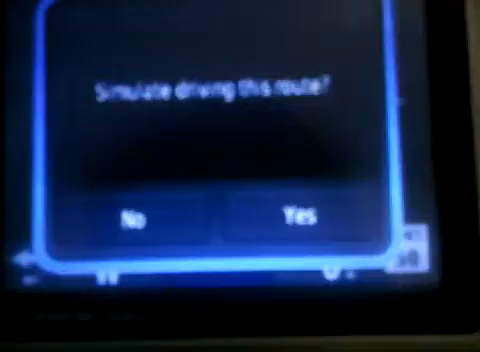 Simulate driving this route?
No
Yes